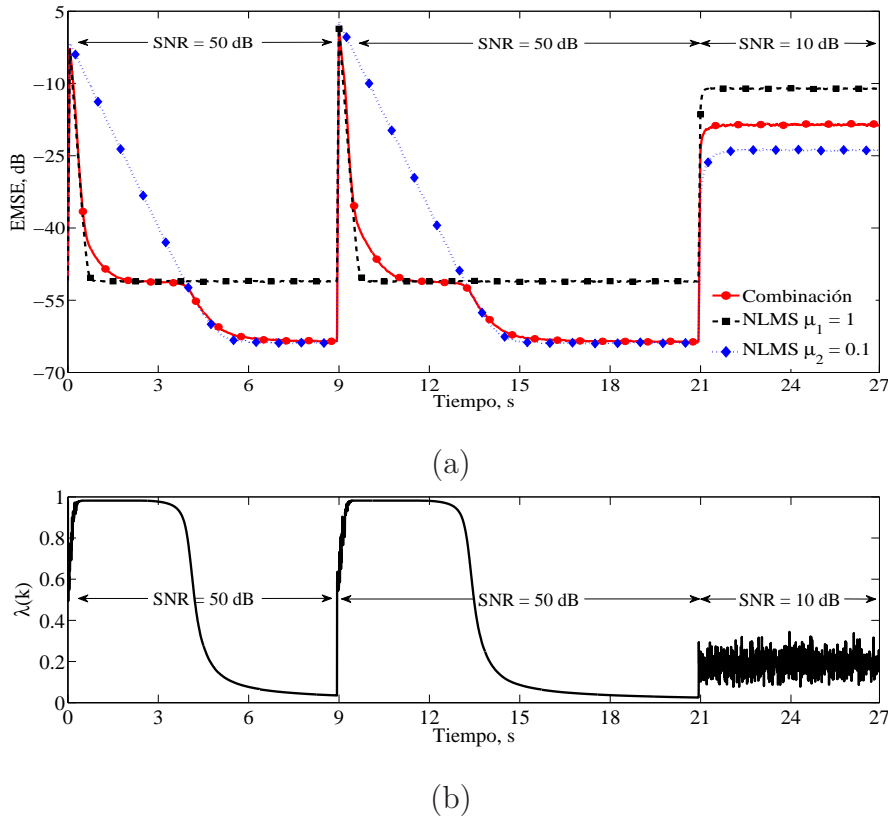 SNR = 50 dB
SNR = 50 dB
SNR = 10 dB
EMSE, dB
−10
−25
−40
−55
−70
Combinación
NLMS μ1 = 1
NLMS μ2 = 0.1
0 3 6 9 12 15 18 21 24 27
Tiempo, s
(a)
λ(k)
1
0.8
0.6
0.4
0.2
0
SNR = 50 dB
SNR = 50 dB
SNR = 10 dB
0 3 6 9 12 15 18 21 24 27
Tiempo, s
(b)